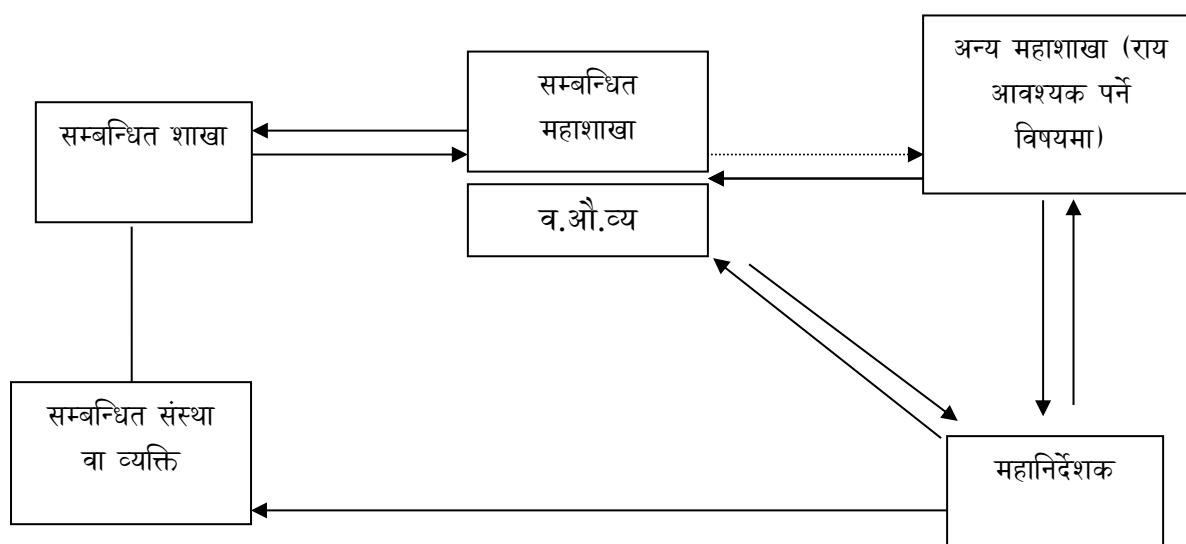 सम्बन्धित शाखा
सम्बन्धित
महाशाखा
व.औ.व्य
अन्य महाशाखा (राय
आवश्यक पर्ने
विषयमा)
सम्बन्धित संस्था
वा व्यक्ति
महानिर्देशक